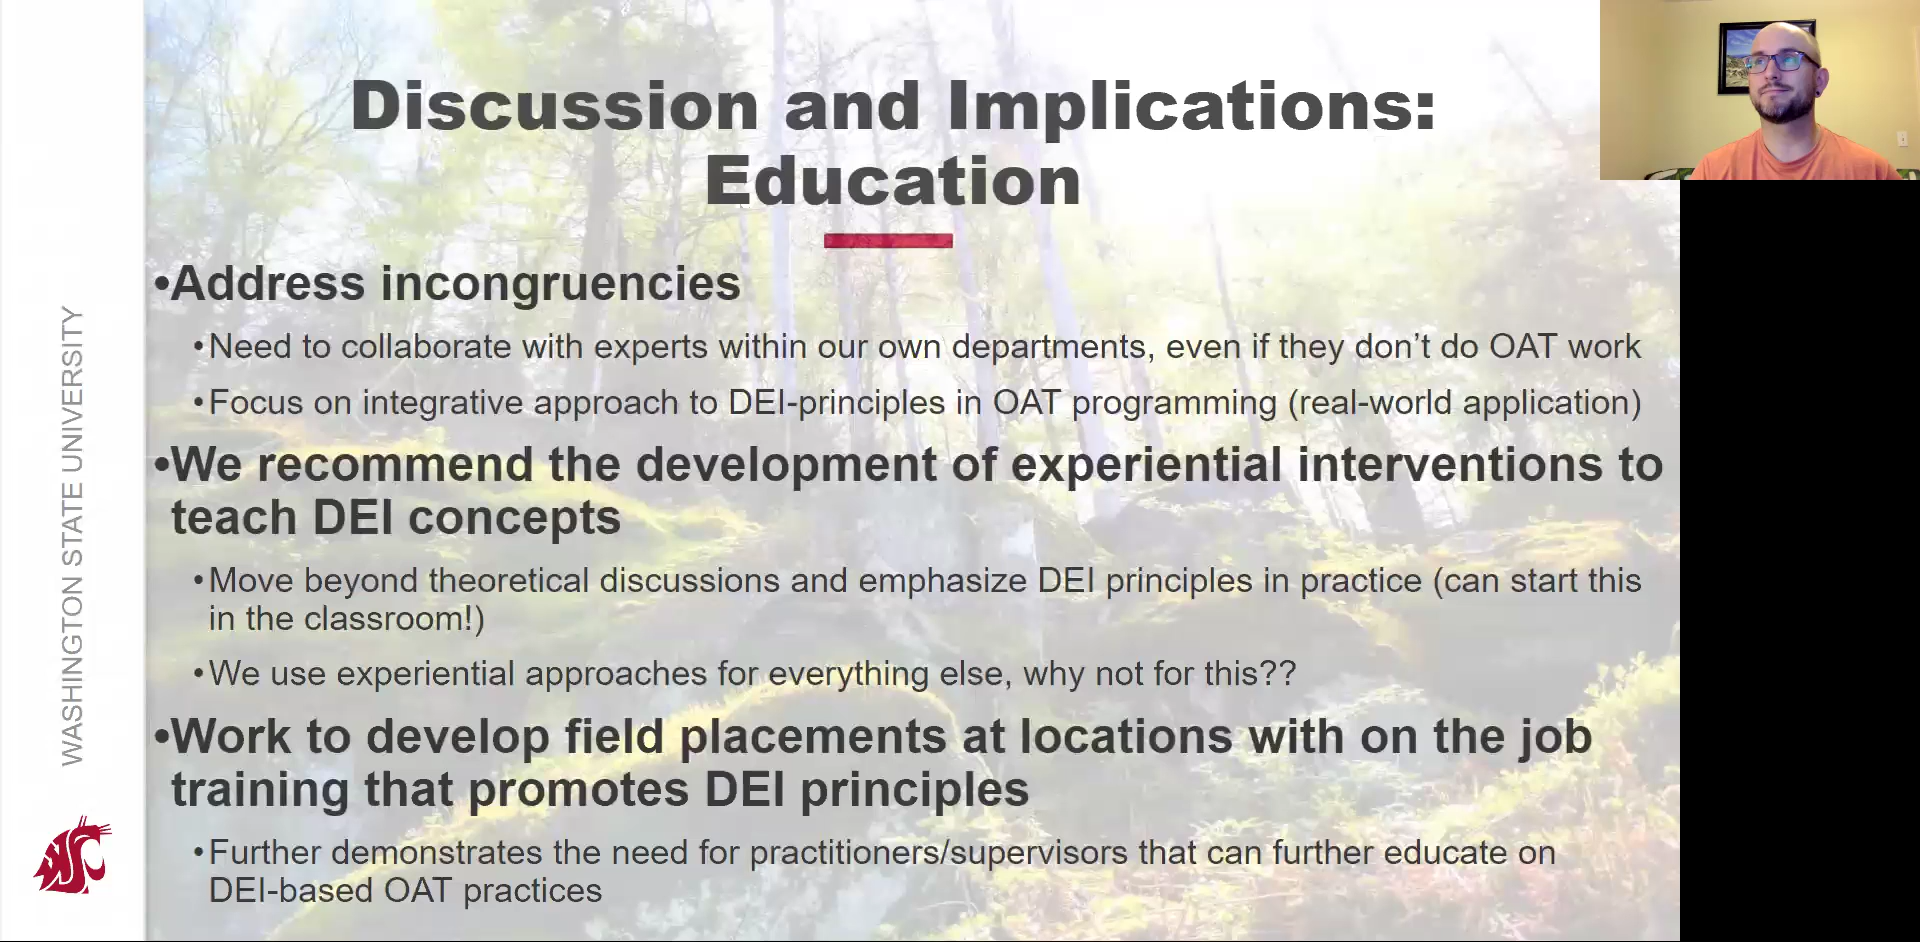 Discussion and Implications:
Education
•Address incongruencies
•Need to collaborate with experts within our own departments, even if they don’t do OAT work
•Focus on integrative approach to DEI-principles in OAT programming (real-world application)
•We recommend the development of experiential interventions to
teach DEI concepts
•Move beyond theoretical discussions and emphasize DEI principles in practice (can start this
in the classroom!)
•We use experiential approaches for everything else, why not for this??
•Work to develop field placements at locations with on the job
training that promotes DEI principles
•Further demonstrates the need for practitioners/supervisors that can further educate on
DEI-based OAT practices
WASHINGTON STATE UNIVERSITY
WSC